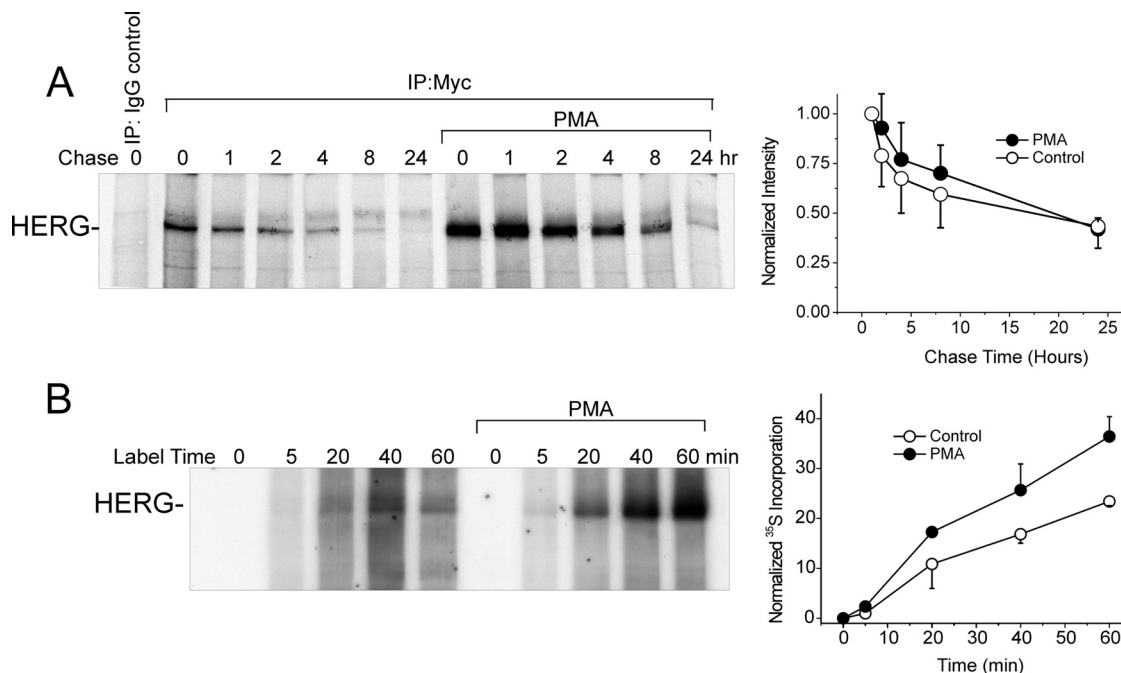 A
IP: IgG control
IP:Myc
PMA
Chase 0 0 1 2 4 8 24 0 1 2 4 8 24 hr
HERG-
1.00
0.75
0.50
0.25
0.00
Normalized Intensity
PMA
Control
0 5 10 15 20 25
Chase Time (Hours)
B
PMA
Label Time 0 5 20 40 60 0 5 20 40 60 min
HERG-
40
30
20
10
0
Normalized ³⁵S Incorporation
Control
PMA
0 10 20 30 40 50 60
Time (min)